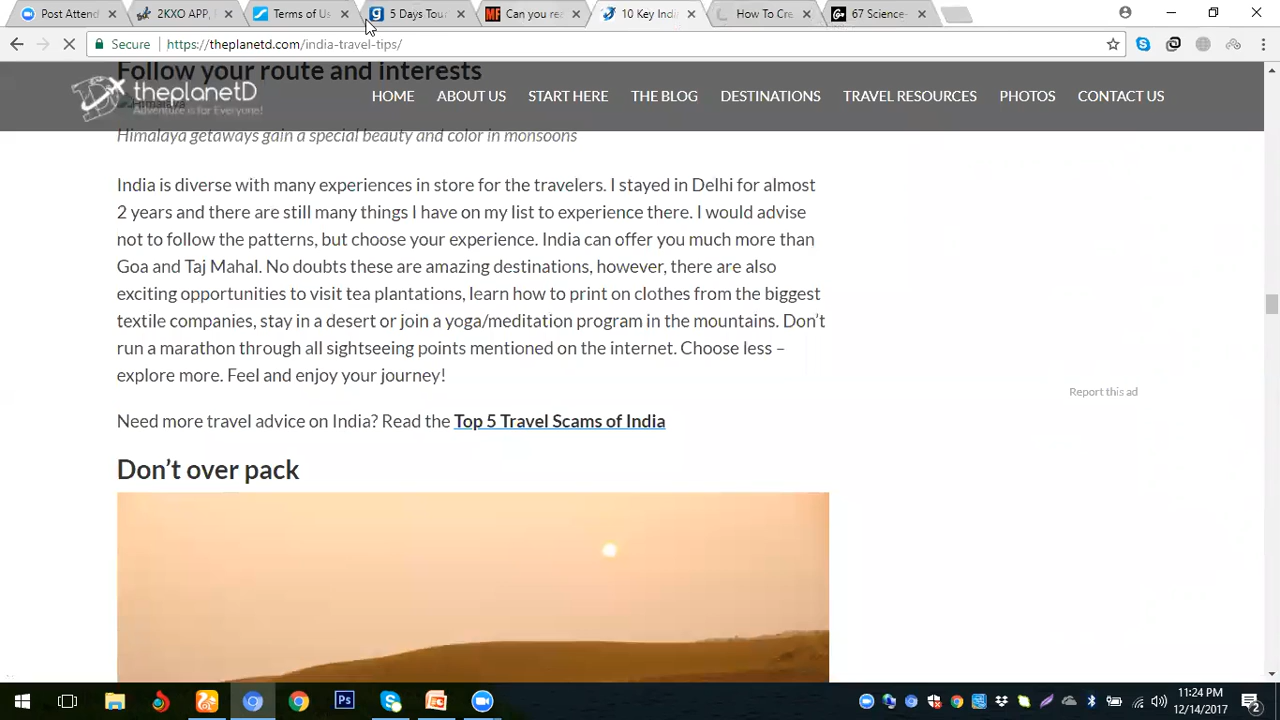 Post Attend
2KXO APP,
Terms of Us
5 Days Tour
Can you rea
10 Key India
How To Cre
67 Science-
Secure https://theplanetd.com/india-travel-tips/
Follow your route and interests
theplanetD
Adventure is for Everyone!
HOME ABOUT US START HERE THE BLOG DESTINATIONS TRAVEL RESOURCES PHOTOS CONTACT US
Himalaya getaways gain a special beauty and color in monsoons
India is diverse with many experiences in store for the travelers. I stayed in Delhi for almost
2 years and there are still many things I have on my list to experience there. I would advise
not to follow the patterns, but choose your experience. India can offer you much more than
Goa and Taj Mahal. No doubts these are amazing destinations, however, there are also
exciting opportunities to visit tea plantations, learn how to print on clothes from the biggest
textile companies, stay in a desert or join a yoga/meditation program in the mountains. Don't
run a marathon through all sightseeing points mentioned on the internet. Choose less –
explore more. Feel and enjoy your journey!
Report this ad
Need more travel advice on India? Read the Top 5 Travel Scams of India
Don't over pack
11:24 PM
12/14/2017
2